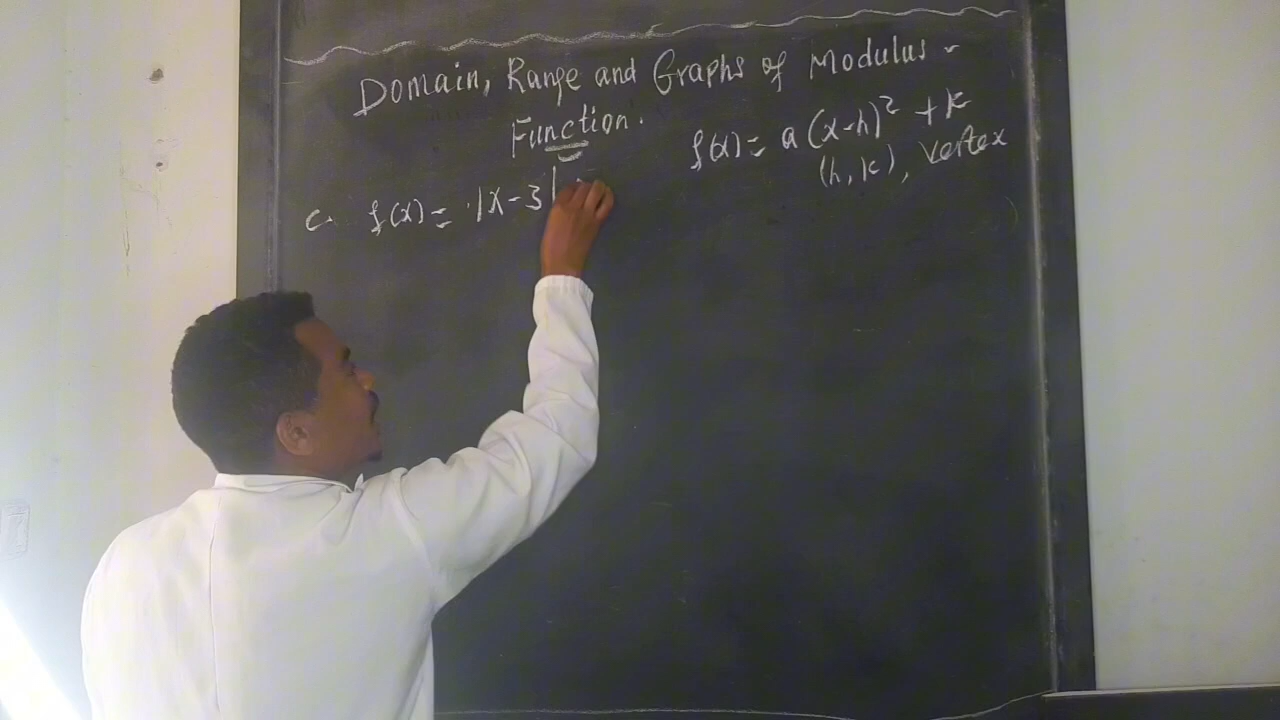 Domain, Range and Graphs of Modulus -
Function.
f(x) = a(x-h)² + k
(h, k), Vertex
c. f(x) = |x-3|